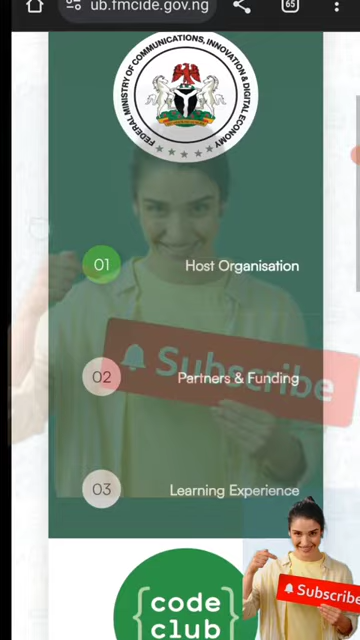 ub.fmcide.gov.ng
65
FEDERAL MINISTRY OF COMMUNICATIONS, INNOVATION & DIGITAL ECONOMY
01
Host Organisation
Subscribe
02
Partners & Funding
03
Learning Experience
{code
club
Subscribe